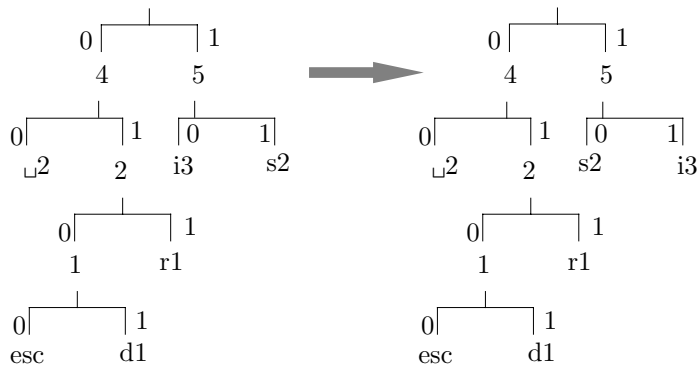 0 1 0 1
4 5 4 5
0 1 0 1 0 1 0 1
␣2 2 i3 s2 ␣2 2 s2 i3
0 1 0 1
1 r1 1 r1
0 1 0 1
esc d1 esc d1